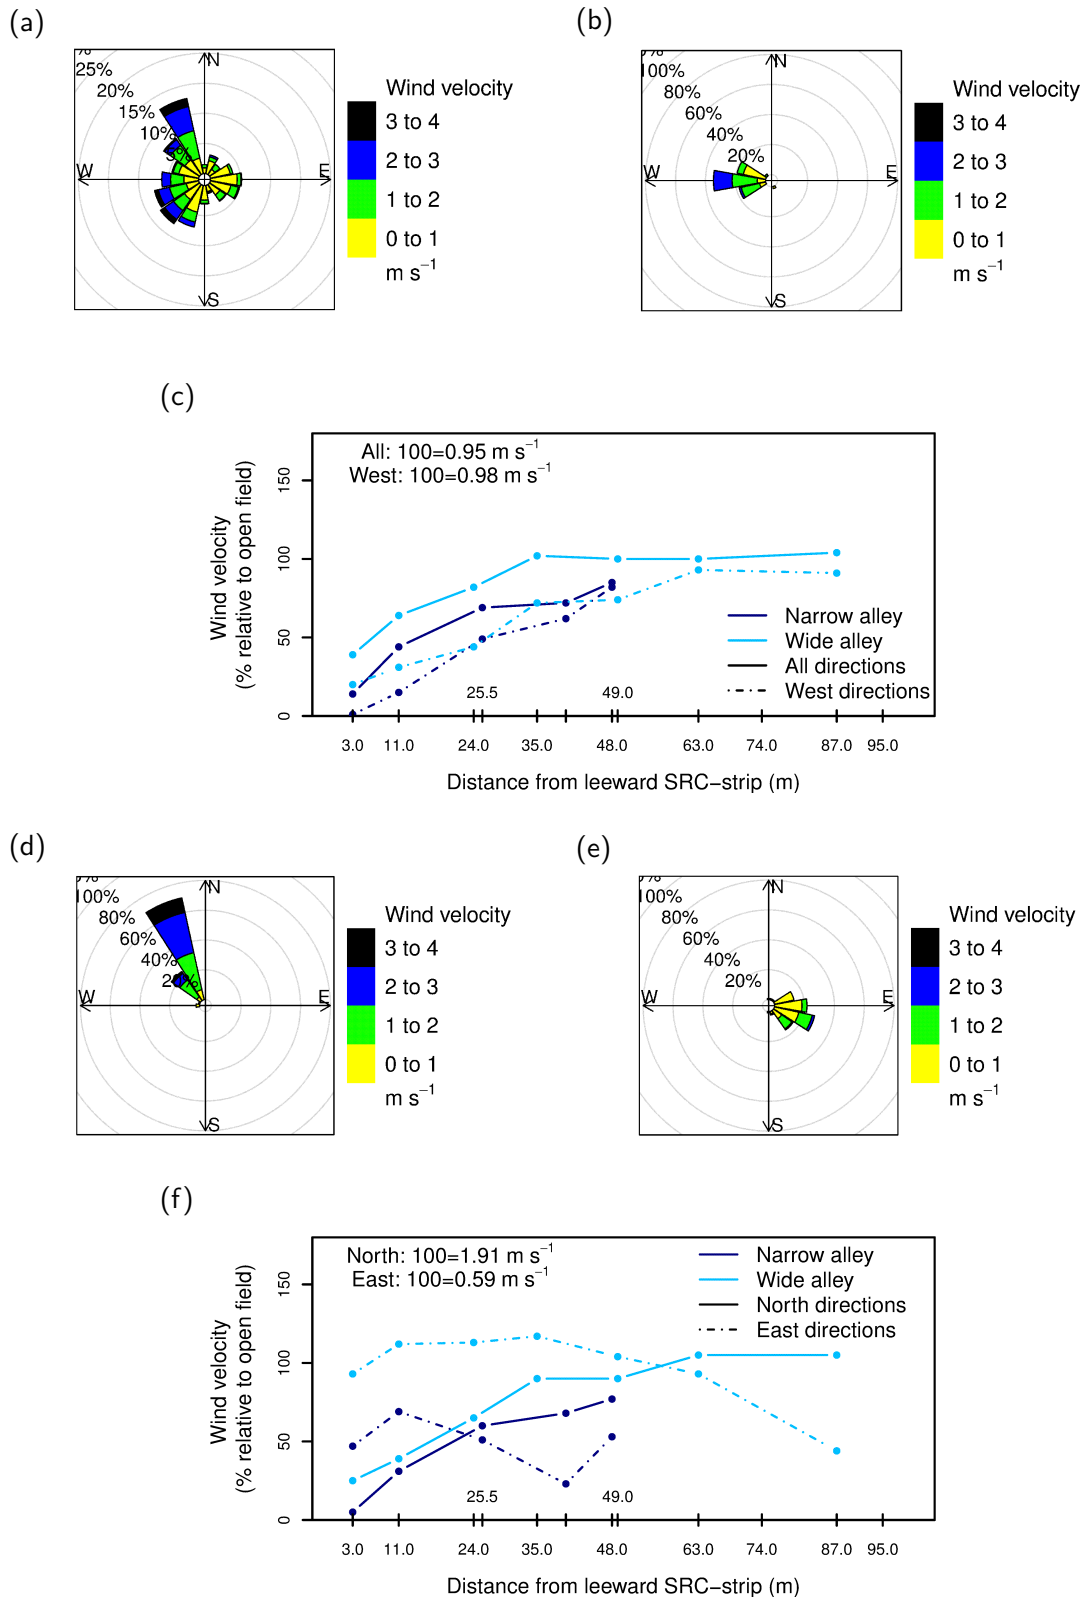 (a)
%
25%
20%
15%
10%
5%
N
W
E
S
Wind velocity
3 to 4
2 to 3
1 to 2
0 to 1
m s⁻¹
(b)
%
100%
80%
60%
40%
20%
N
W
E
S
Wind velocity
3 to 4
2 to 3
1 to 2
0 to 1
m s⁻¹
(c)
All: 100=0.95 m s⁻¹
West: 100=0.98 m s⁻¹
Wind velocity
(% relative to open field)
150
100
50
0
Narrow alley
Wide alley
All directions
West directions
25.5 49.0
3.0 11.0 24.0 35.0 48.0 63.0 74.0 87.0 95.0
Distance from leeward SRC−strip (m)
(d)
%
100%
80%
60%
40%
20%
N
W
E
S
Wind velocity
3 to 4
2 to 3
1 to 2
0 to 1
m s⁻¹
(e)
%
100%
80%
60%
40%
20%
N
W
E
S
Wind velocity
3 to 4
2 to 3
1 to 2
0 to 1
m s⁻¹
(f)
North: 100=1.91 m s⁻¹
East: 100=0.59 m s⁻¹
Wind velocity
(% relative to open field)
150
100
50
0
Narrow alley
Wide alley
North directions
East directions
25.5 49.0
3.0 11.0 24.0 35.0 48.0 63.0 74.0 87.0 95.0
Distance from leeward SRC−strip (m)